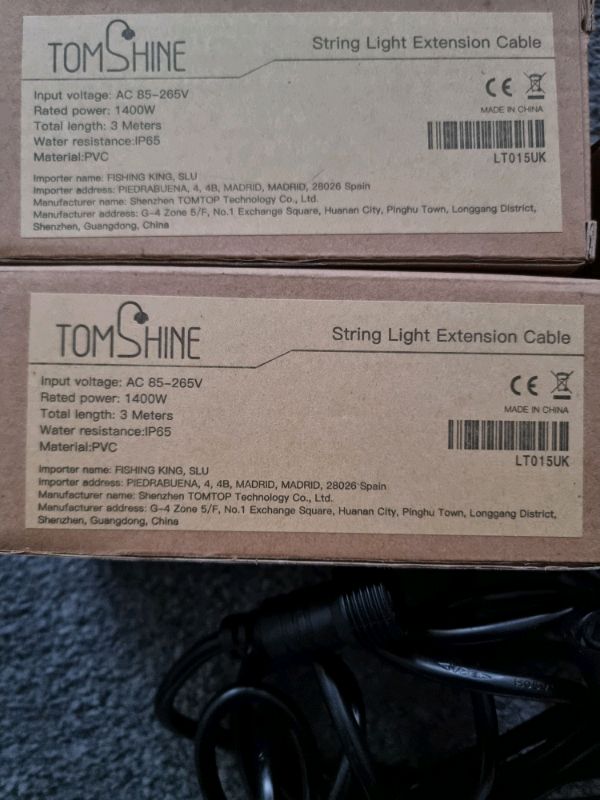 TOMSHINE
String Light Extension Cable
Input voltage: AC 85-265V
Rated power: 1400W
Total length: 3 Meters
Water resistance:IP65
Material:PVC
CE
MADE IN CHINA
LT015UK
Importer name: FISHING KING, SLU
Importer address: PIEDRABUENA, 4, 4B, MADRID, MADRID, 28026 Spain
Manufacturer name: Shenzhen TOMTOP Technology Co., Ltd.
Manufacturer address: G-4 Zone 5/F, No.1 Exchange Square, Huanan City, Pinghu Town, Longgang District,
Shenzhen, Guangdong, China
TOMSHINE
String Light Extension Cable
Input voltage: AC 85-265V
Rated power: 1400W
Total length: 3 Meters
Water resistance:IP65
Material:PVC
CE
MADE IN CHINA
LT015UK
Importer name: FISHING KING, SLU
Importer address: PIEDRABUENA, 4, 4B, MADRID, MADRID, 28026 Spain
Manufacturer name: Shenzhen TOMTOP Technology Co., Ltd.
Manufacturer address: G-4 Zone 5/F, No.1 Exchange Square, Huanan City, Pinghu Town, Longgang District,
Shenzhen, Guangdong, China